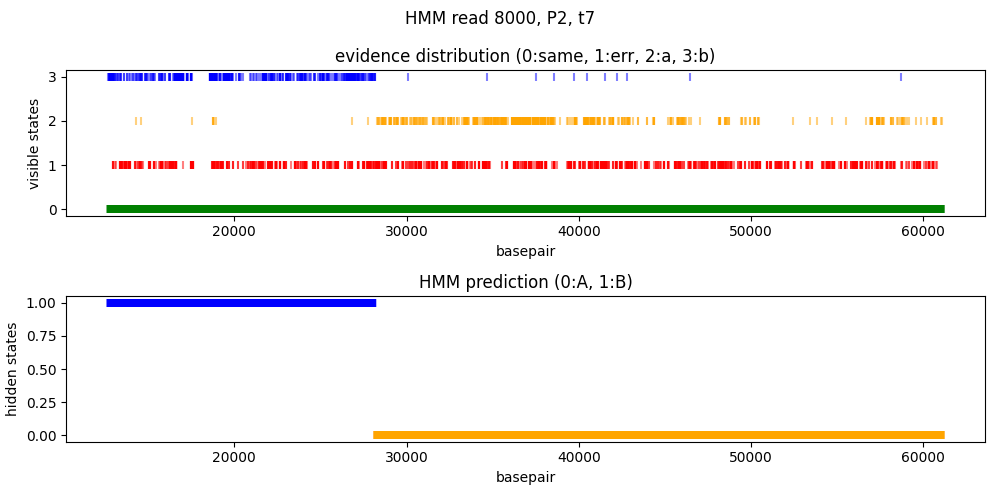 HMM read 8000, P2, t7
evidence distribution (0:same, 1:err, 2:a, 3:b)
visible states
3
2
1
0
20000 30000 40000 50000 60000
basepair
HMM prediction (0:A, 1:B)
hidden states
1.00
0.75
0.50
0.25
0.00
20000 30000 40000 50000 60000
basepair